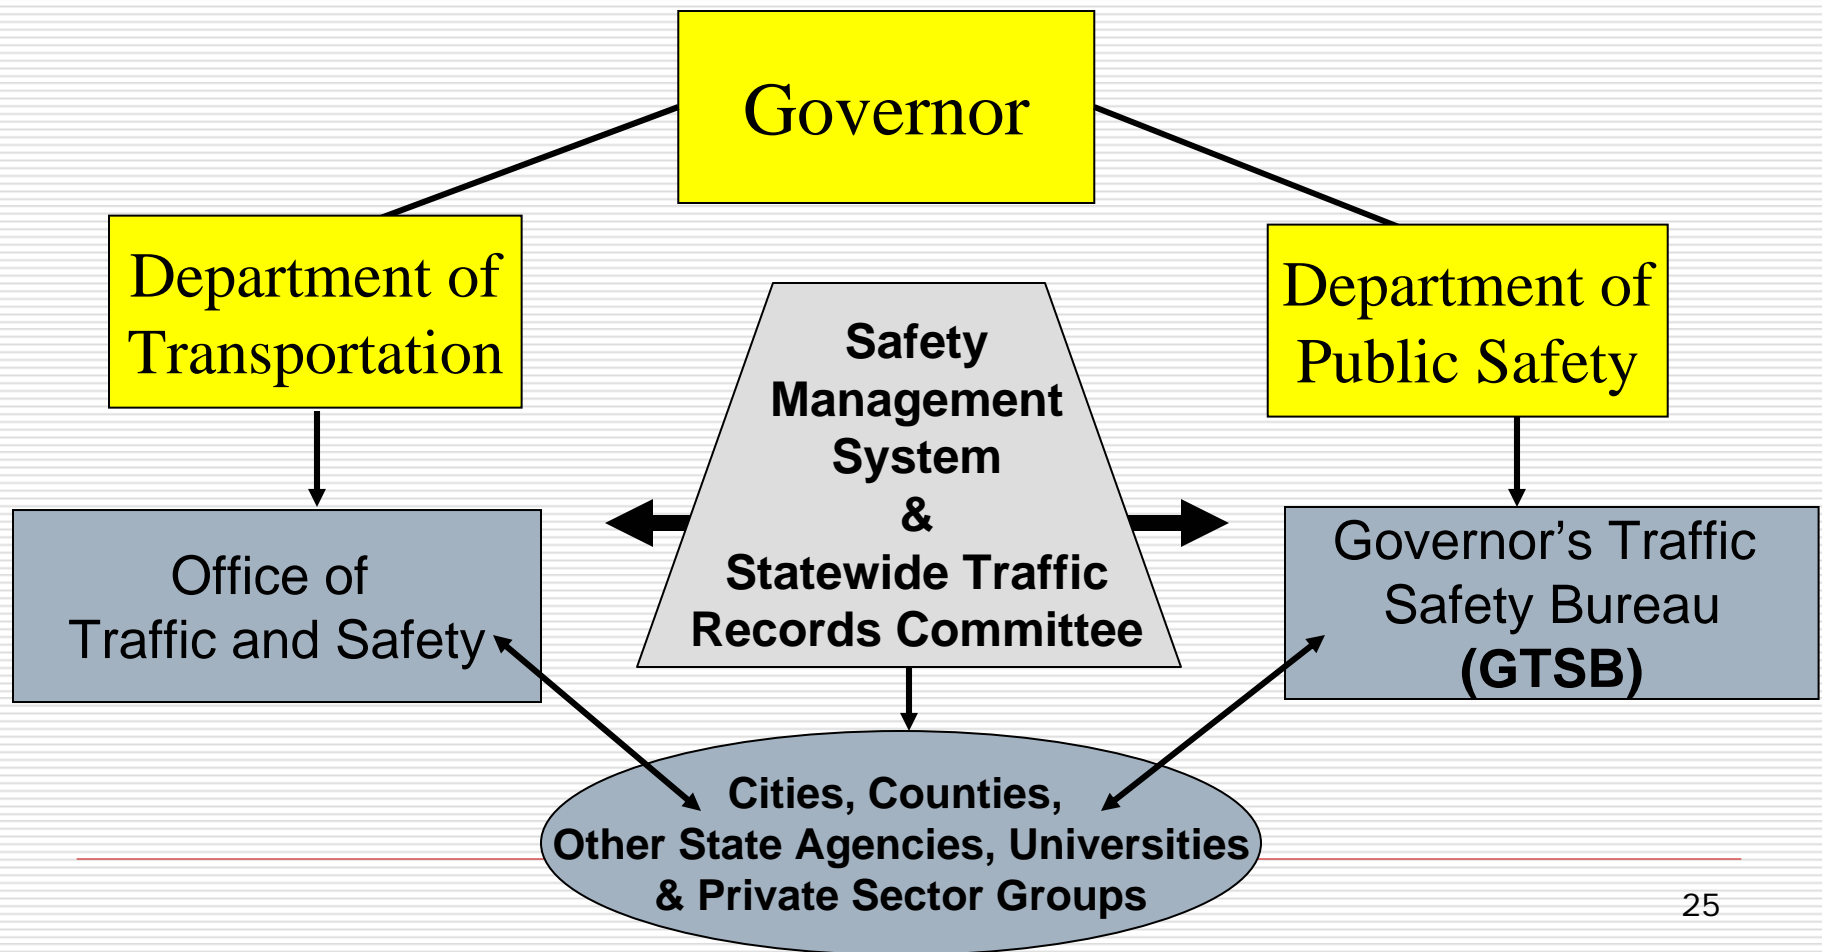 Governor
Department of
Transportation
Department of
Public Safety
Safety
Management
System
&
Statewide Traffic
Records Committee
Office of
Traffic and Safety
Governor’s Traffic
Safety Bureau
(GTSB)
Cities, Counties,
Other State Agencies, Universities
& Private Sector Groups
25